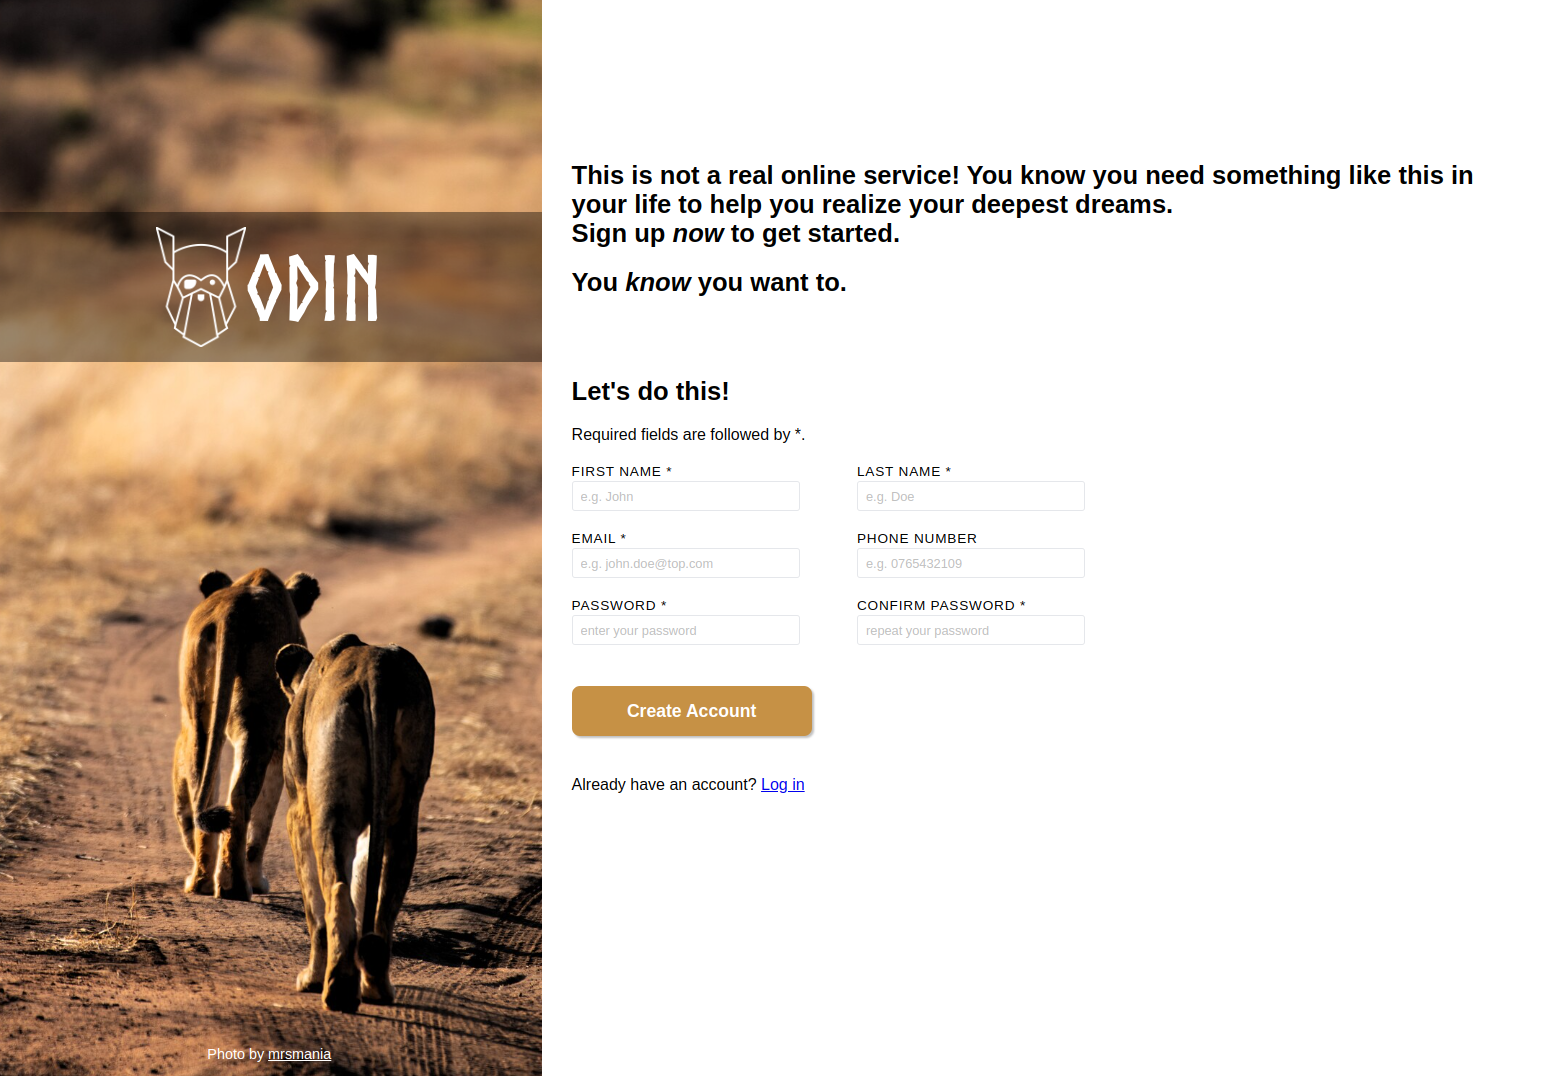 ODIN
Photo by mrsmania
This is not a real online service! You know you need something like this in
your life to help you realize your deepest dreams.
Sign up now to get started.
You know you want to.
Let's do this!
Required fields are followed by *.
FIRST NAME *
LAST NAME *
e.g. John
e.g. Doe
EMAIL *
PHONE NUMBER
e.g. john.doe@top.com
e.g. 0765432109
PASSWORD *
CONFIRM PASSWORD *
enter your password
repeat your password
Create Account
Already have an account? Log in